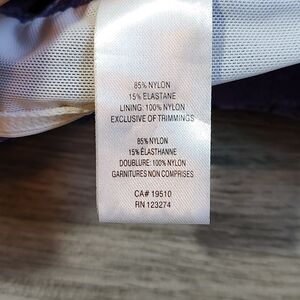 85% NYLON
15% ELASTANE
LINING: 100% NYLON
EXCLUSIVE OF TRIMMINGS
85% NYLON
15% ÉLASTHANNE
DOUBLURE: 100% NYLON
GARNITURES NON COMPRISES
CA# 19510
RN 123274